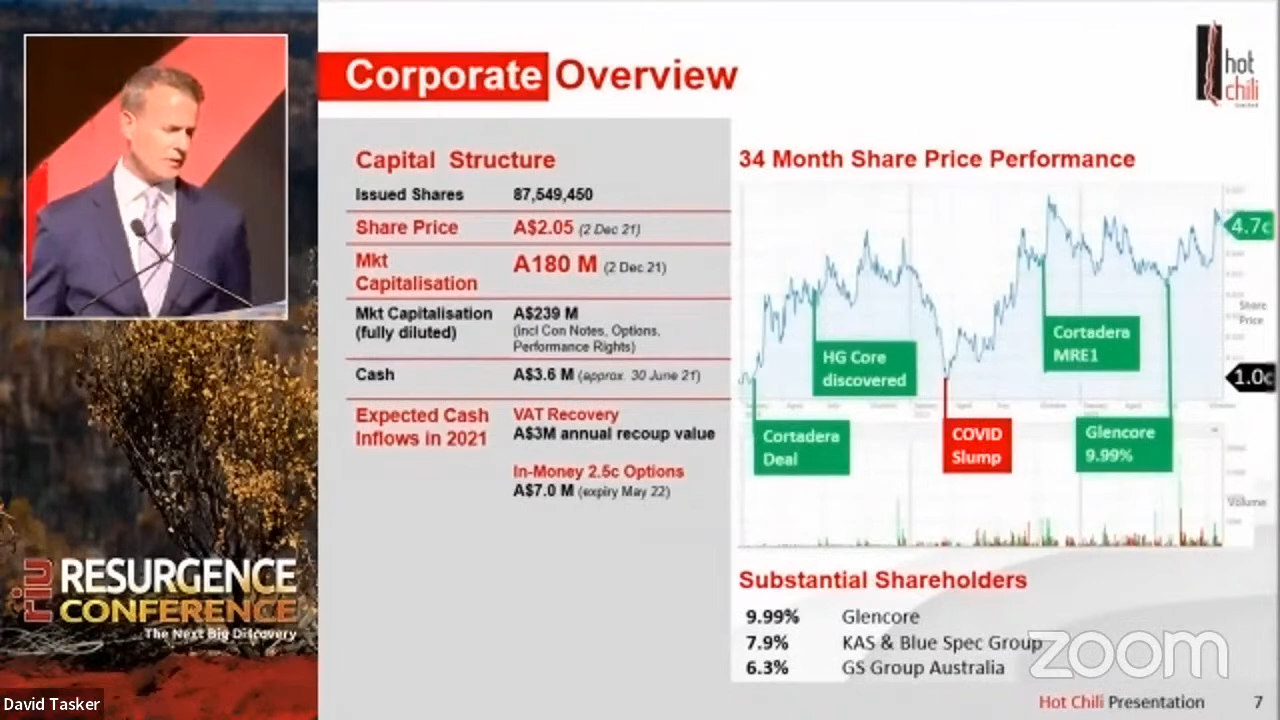 Corporate Overview
hot
chili
Capital Structure
Issued Shares 87,549,450
Share Price A$2.05 (2 Dec 21)
Mkt
Capitalisation A180 M (2 Dec 21)
Mkt Capitalisation
(fully diluted)
A$239 M
(incl Con Notes, Options,
Performance Rights)
Cash A$3.6 M (approx. 30 June 21)
Expected Cash
Inflows in 2021
VAT Recovery
A$3M annual recoup value
In-Money 2.5c Options
A$7.0 M (expiry May 22)
34 Month Share Price Performance
4.7c
Share
Price
1.0c
HG Core
discovered
Cortadera
MRE1
Cortadera
Deal
COVID
Slump
Glencore
9.99%
Volume
Substantial Shareholders
9.99% Glencore
7.9% KAS & Blue Spec Group
6.3% GS Group Australia
zoom
Hot Chili Presentation 7
riu RESURGENCE
CONFERENCE
The Next Big Discovery
David Tasker